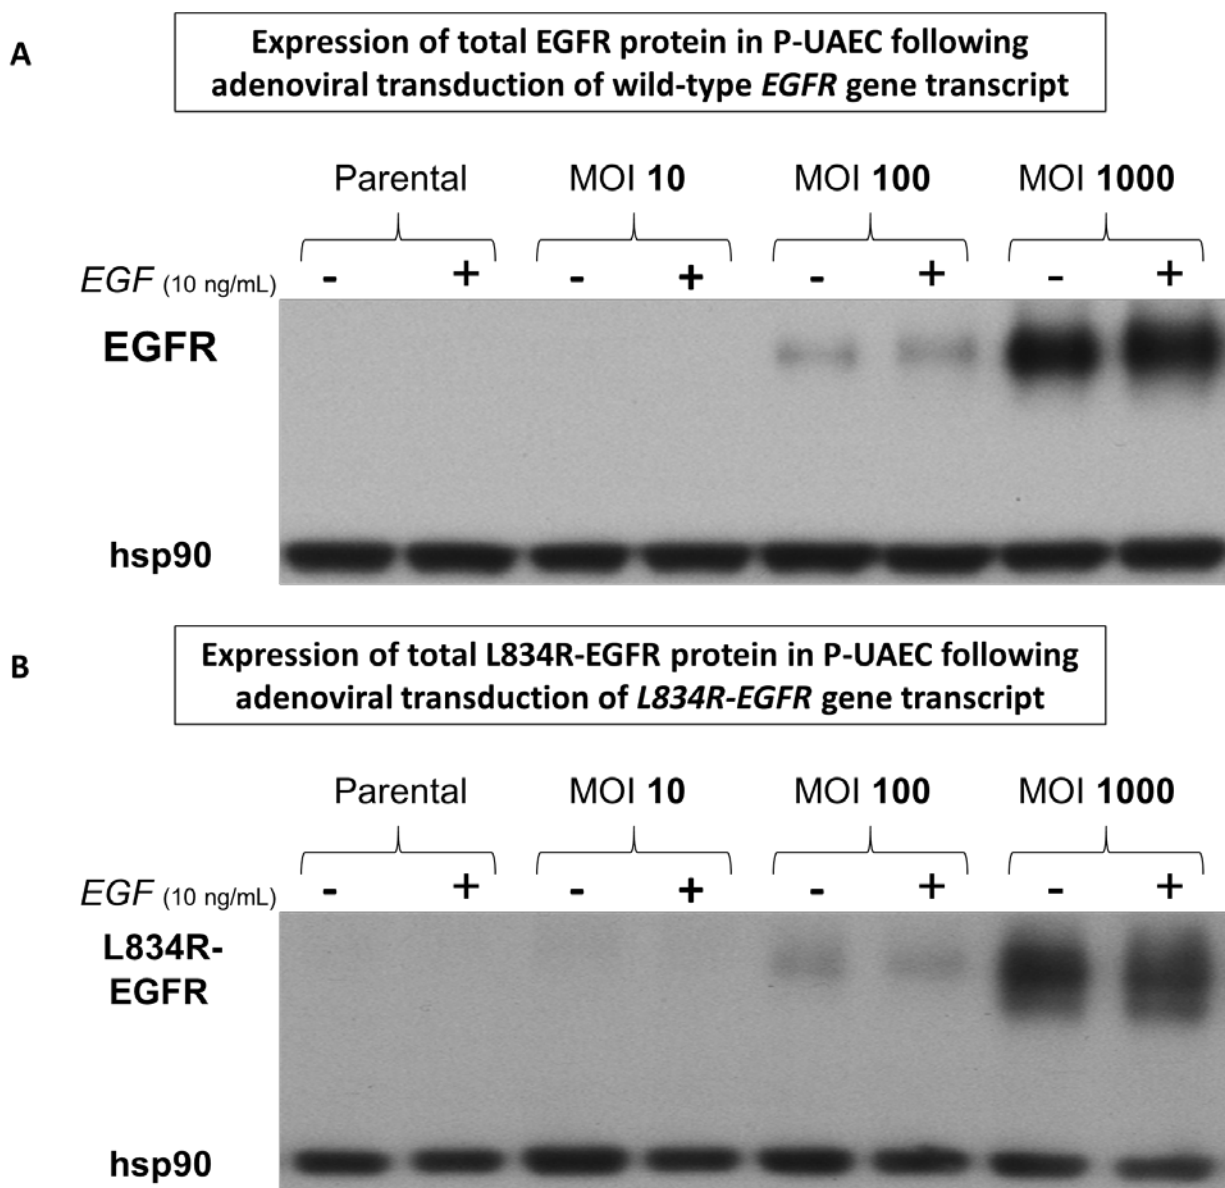 A
Expression of total EGFR protein in P-UAEC following
adenoviral transduction of wild-type EGFR gene transcript
Parental MOI 10 MOI 100 MOI 1000
EGF (10 ng/mL) - + - + - + - +
EGFR
hsp90
B
Expression of total L834R-EGFR protein in P-UAEC following
adenoviral transduction of L834R-EGFR gene transcript
Parental MOI 10 MOI 100 MOI 1000
EGF (10 ng/mL) - + - + - + - +
L834R-
EGFR
hsp90